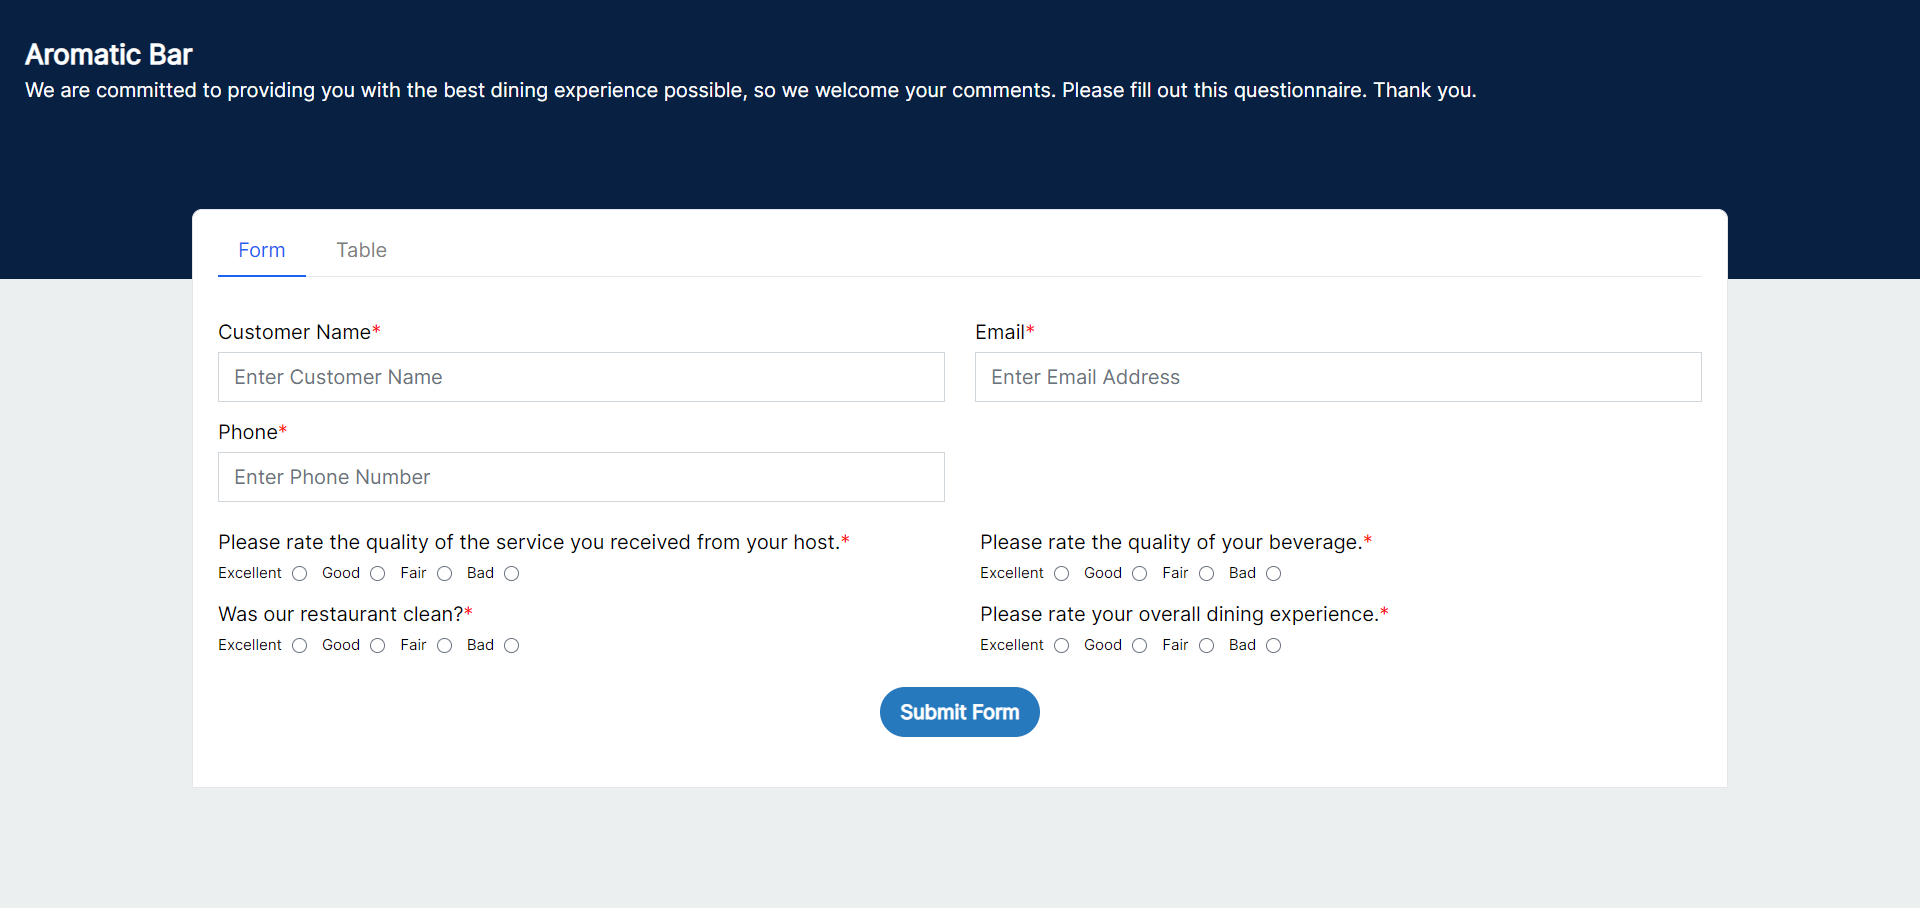 Aromatic Bar
We are committed to providing you with the best dining experience possible, so we welcome your comments. Please fill out this questionnaire. Thank you.
Form Table
Customer Name* Email*
Enter Customer Name Enter Email Address
Phone*
Enter Phone Number
Please rate the quality of the service you received from your host.* Please rate the quality of your beverage.*
Excellent Good Fair Bad Excellent Good Fair Bad
Was our restaurant clean?* Please rate your overall dining experience.*
Excellent Good Fair Bad Excellent Good Fair Bad
Submit Form